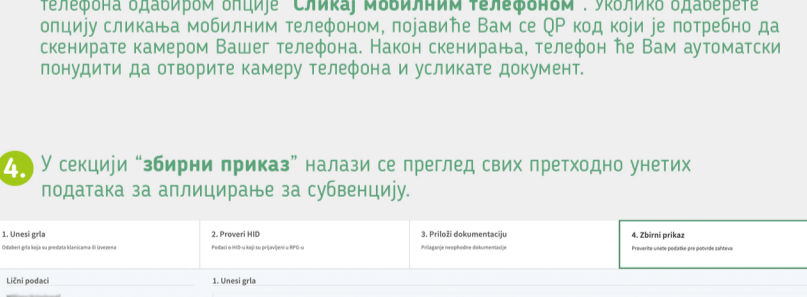 телефона одабиром опције "Сликај мобилним телефоном". Уколико одаберете
опцију сликања мобилним телефоном, појавиће Вам се QР код који је потребно да
скенирате камером Вашег телефона. Након скенирања, телефон ће Вам аутоматски
понудити да отворите камеру телефона и усликате документ.
4. У секцији “збирни приказ” налази се преглед свих претходно унетих
података за аплицирање за субвенцију.
1. Unesi grla 2. Proveri HID 3. Priloži dokumentaciju 4. Zbirni prikaz
Odaberi grla koja su predata klanicama ili izvezena Podaci o HID-u koji su prijavljeni u RPG-u Prilaganje neophodne dokumentacije Proverite unete podatke pre potvrde zahteva
Lični podaci 1. Unesi grla